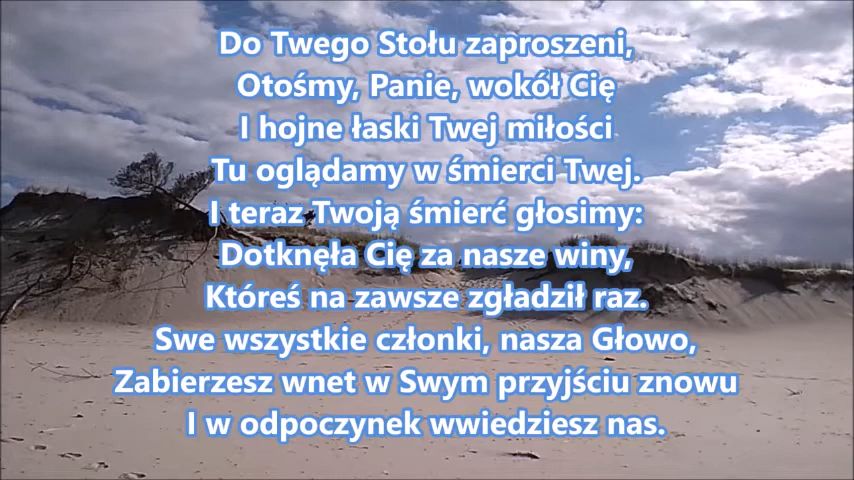 Do Twego Stołu zaproszeni,
Otośmy, Panie, wokół Cię
I hojne łaski Twej miłości
Tu oglądamy w śmierci Twej.
I teraz Twoją śmierć głosimy:
Dotknęła Cię za nasze winy,
Któreś na zawsze zgładził raz.
Swe wszystkie członki, nasza Głowo,
Zabierzesz wnet w Swym przyjściu znowu
I w odpoczynek wwiedziesz nas.